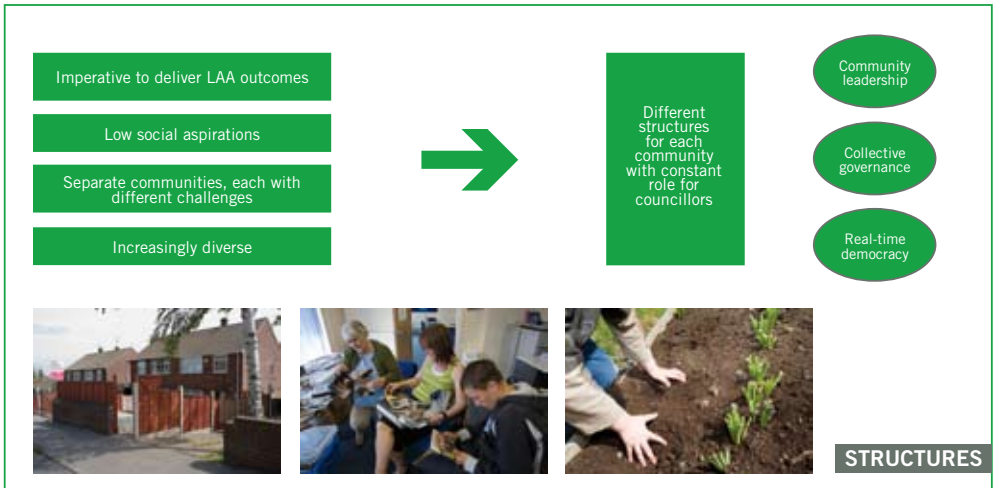 Imperative to deliver LAA outcomes
Low social aspirations
Separate communities, each with
different challenges
Increasingly diverse
Different
structures
for each
community
with constant
role for
councillors
Community
leadership
Collective
governance
Real-time
democracy
STRUCTURES